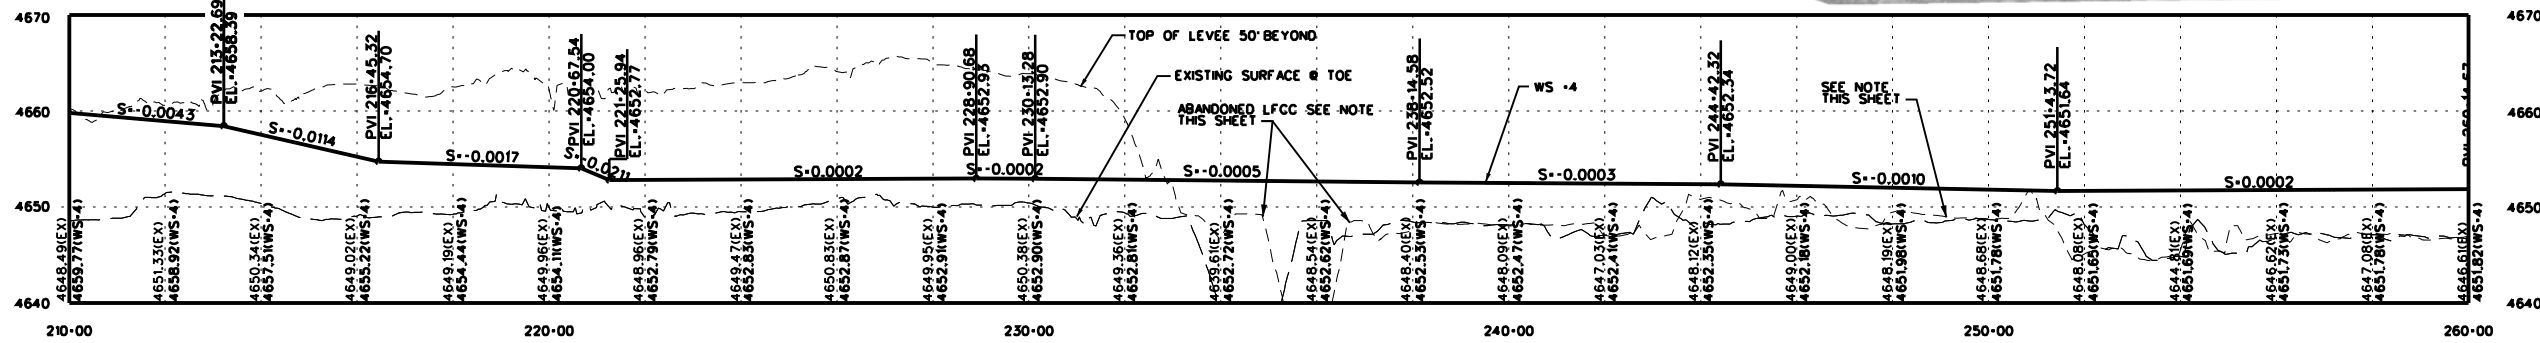 4670
4670
4660
4660
4650
4650
4640
4640
PVI 213+22.69
EL.=4658.39
PVI 216+45.32
EL.=4654.70
PVI 220+67.54
EL.=4654.00
PVI 221+25.94
EL.=4652.77
PVI 228+90.68
EL.=4652.93
PVI 230+13.28
EL.=4652.90
PVI 238+14.58
EL.=4652.52
PVI 244+42.32
EL.=4652.34
PVI 251+43.72
EL.=4651.64
TOP OF LEVEE 50' BEYOND
EXISTING SURFACE @ TOE
ABANDONED LFCC SEE NOTE
THIS SHEET
WS +4
SEE NOTE
THIS SHEET
S=-0.0043
S=-0.0114
S=-0.0017
S=-0.0211
S=0.0002
S=-0.0002
S=-0.0005
S=-0.0003
S=-0.0010
S=0.0002
4648.49(EX)
4659.77(WS+4)
4651.33(EX)
4658.92(WS+4)
4650.34(EX)
4657.51(WS+4)
4649.02(EX)
4655.22(WS+4)
4649.19(EX)
4654.44(WS+4)
4649.96(EX)
4654.11(WS+4)
4648.96(EX)
4652.79(WS+4)
4649.47(EX)
4652.83(WS+4)
4650.83(EX)
4652.87(WS+4)
4649.95(EX)
4652.91(WS+4)
4650.38(EX)
4652.90(WS+4)
4649.36(EX)
4652.81(WS+4)
4639.61(EX)
4652.72(WS+4)
4648.54(EX)
4652.62(WS+4)
4648.40(EX)
4652.53(WS+4)
4648.09(EX)
4652.47(WS+4)
4647.03(EX)
4652.41(WS+4)
4648.12(EX)
4652.35(WS+4)
4649.00(EX)
4652.18(WS+4)
4648.19(EX)
4651.98(WS+4)
4648.68(EX)
4651.78(WS+4)
4648.08(EX)
4651.65(WS+4)
4644.81(EX)
4651.69(WS+4)
4646.62(EX)
4651.73(WS+4)
4647.08(EX)
4651.78(WS+4)
4646.61(EX)
4651.82(WS+4)
210+00
220+00
230+00
240+00
250+00
260+00